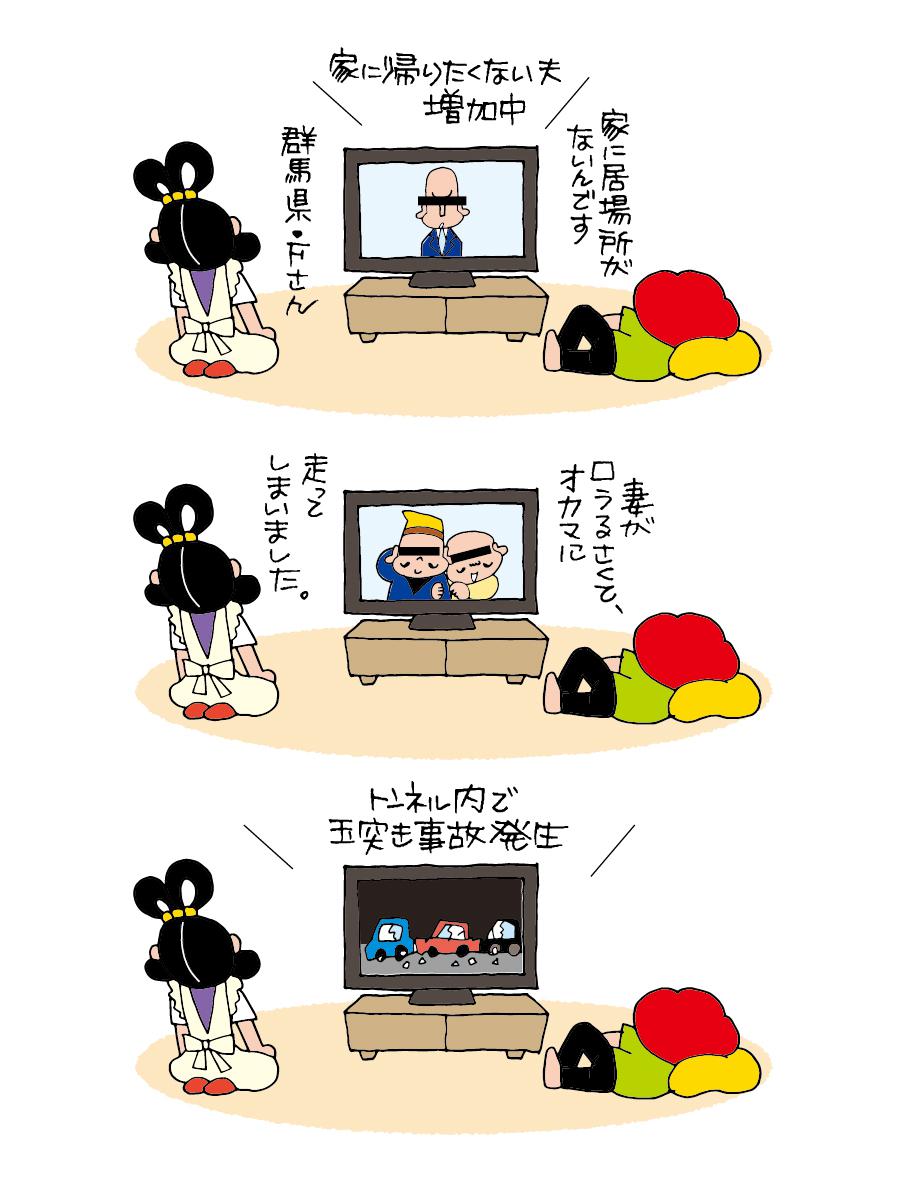 家に帰りたくない夫
増加中
家に居場所が
ないんです
群馬県・Fさん
妻が
口うるさくて、
オカマに
走って
しまいました。
トンネル内で
玉突き事故発生